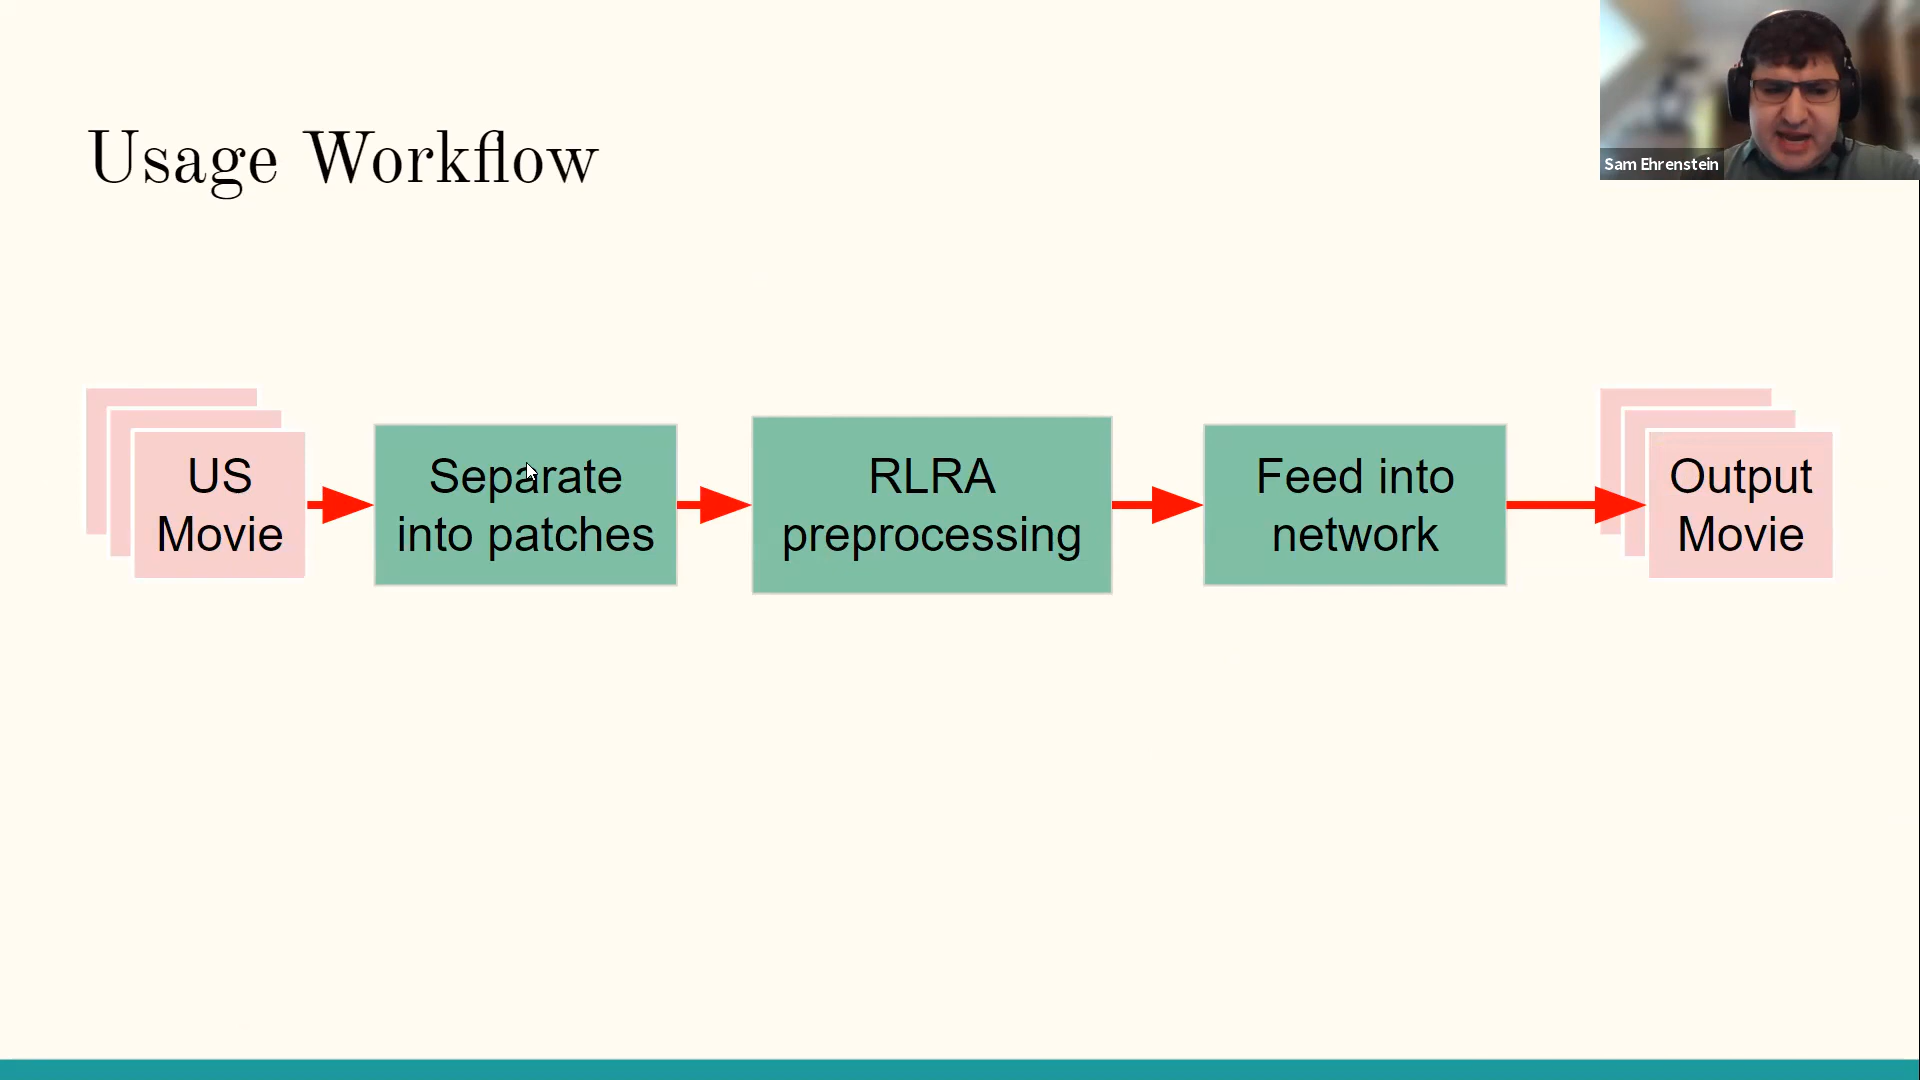 Usage Workflow
Sam Ehrenstein
US
Movie
Separate
into patches
RLRA
preprocessing
Feed into
network
Output
Movie